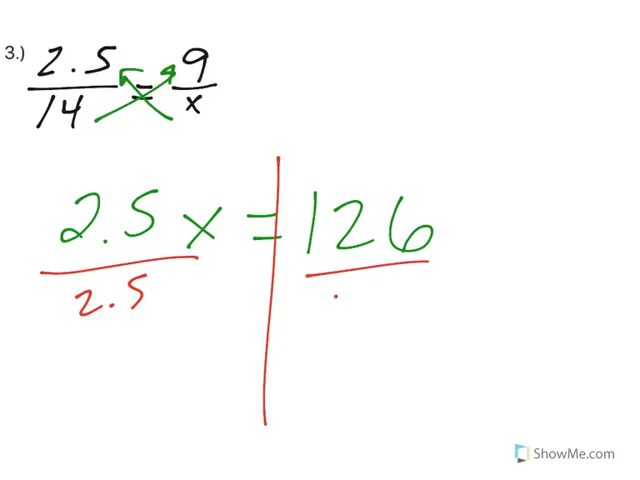 3.) 2.5/14 = 9/x
2.5x = 126
2.5 .
ShowMe.com